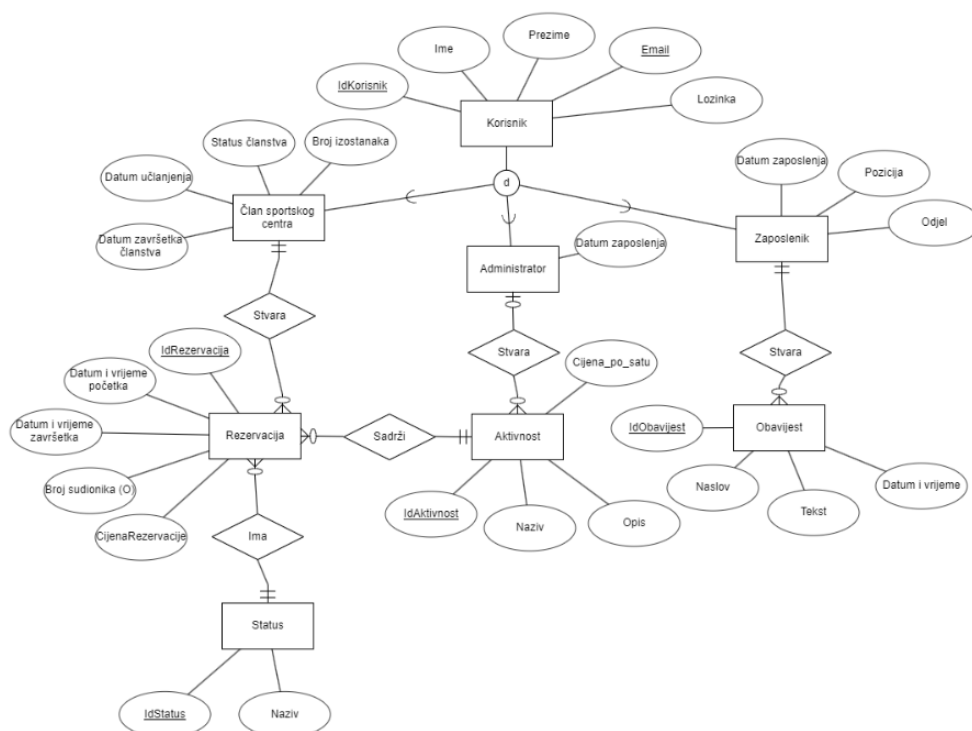 Prezime
Ime
Email
IdKorisnik
Lozinka
Korisnik
Status članstva
Broj izostanaka
Datum zaposlenja
Pozicija
Datum učlanjenja
d
Član sportskog
centra
Odjel
Zaposlenik
Datum završetka
članstva
Datum zaposlenja
Administrator
Stvara
IdRezervacija
Stvara
Stvara
Cijena_po_satu
Datum i vrijeme
početka
Datum i vrijeme
završetka
Rezervacija
Sadrži
Aktivnost
IdObavijest
Obavijest
Broj sudionika (O)
Naslov
Datum i vrijeme
IdAktivnost
Naziv
Opis
Tekst
CijenaRezervacije
Ima
Status
IdStatus
Naziv